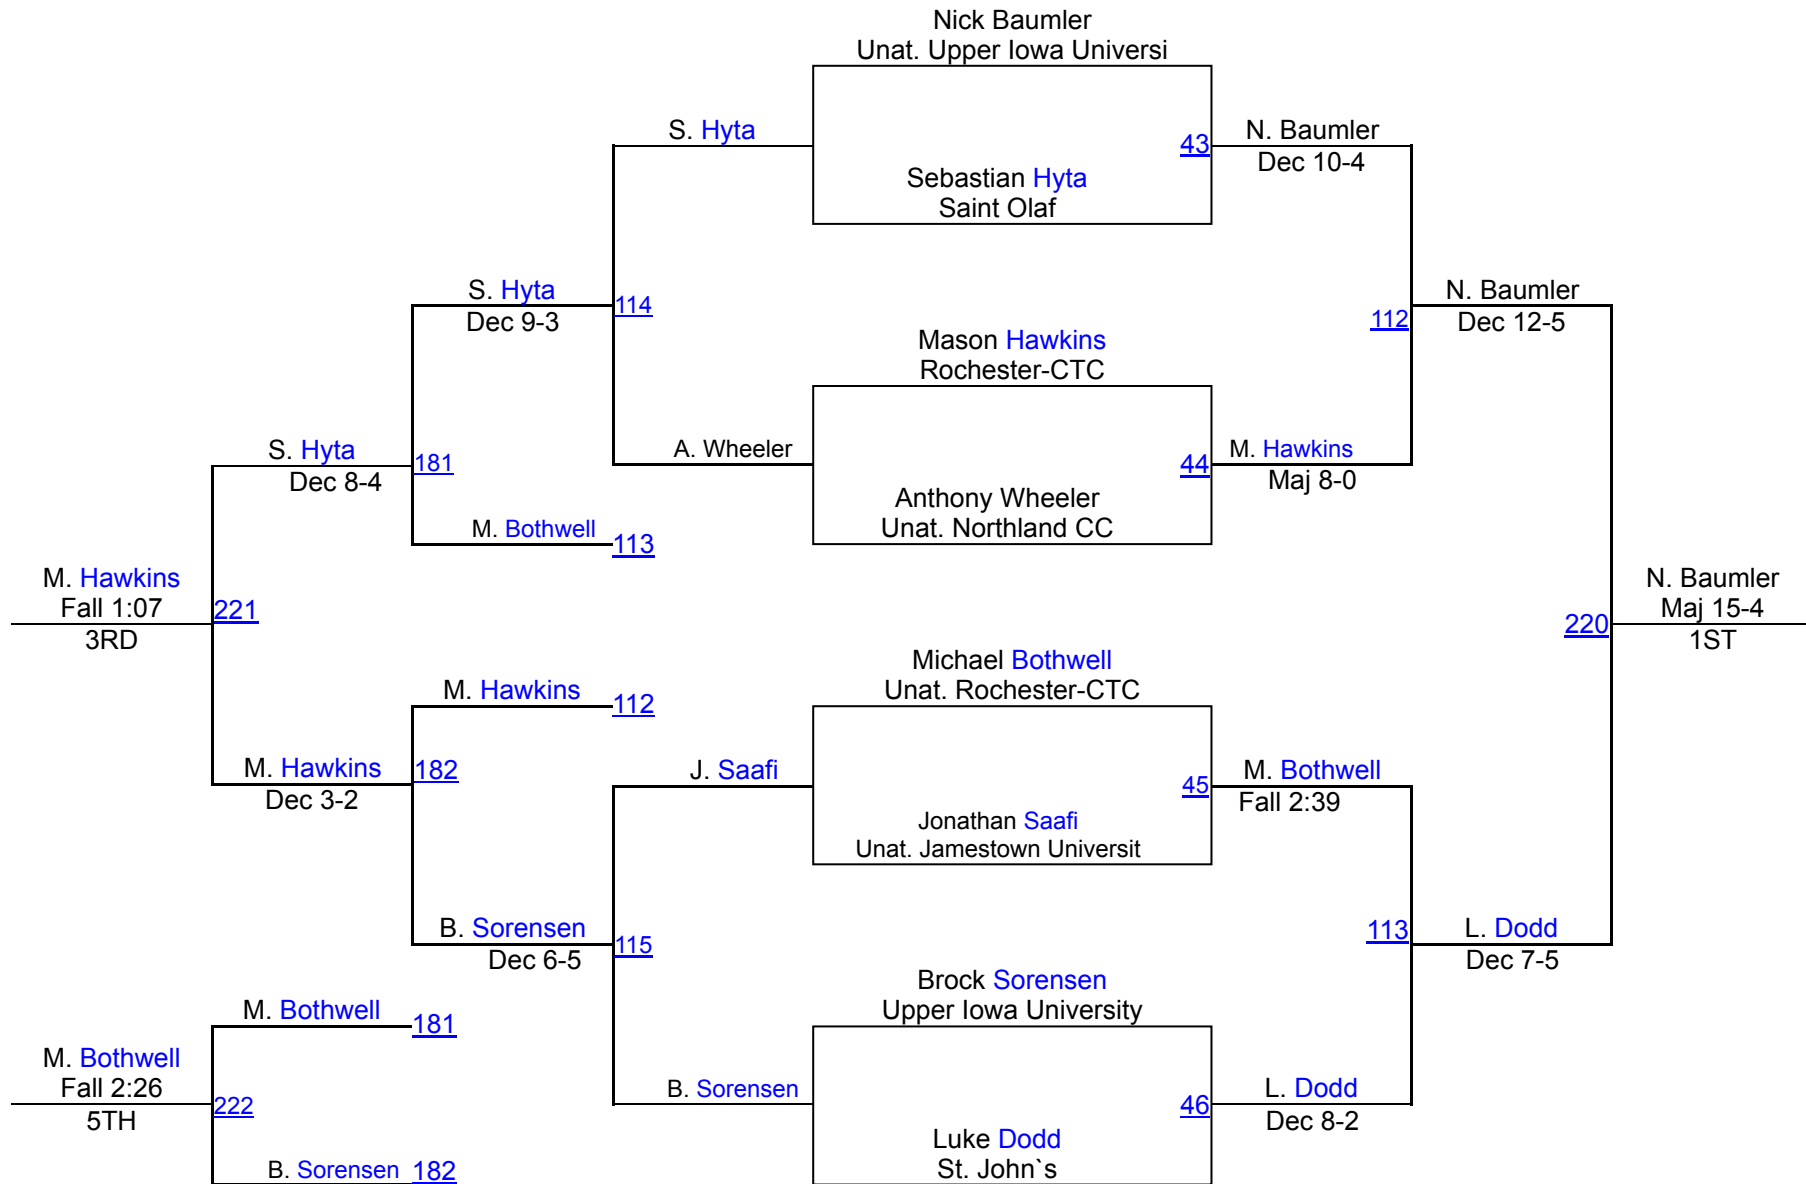 Nick Baumler
Unat. Upper Iowa Universi
S. Hyta
43
N. Baumler
Dec 10-4
Sebastian Hyta
Saint Olaf
S. Hyta
Dec 9-3
114
N. Baumler
Dec 12-5
112
Mason Hawkins
Rochester-CTC
S. Hyta
Dec 8-4
181
A. Wheeler
44
M. Hawkins
Maj 8-0
Anthony Wheeler
Unat. Northland CC
M. Bothwell
113
M. Hawkins
Fall 1:07
3RD
221
220
N. Baumler
Maj 15-4
1ST
Michael Bothwell
Unat. Rochester-CTC
M. Hawkins
112
M. Hawkins
Dec 3-2
182
J. Saafi
45
M. Bothwell
Fall 2:39
Jonathan Saafi
Unat. Jamestown Universit
B. Sorensen
Dec 6-5
115
113
L. Dodd
Dec 7-5
Brock Sorensen
Upper Iowa University
M. Bothwell
181
M. Bothwell
Fall 2:26
5TH
222
B. Sorensen
46
L. Dodd
Dec 8-2
Luke Dodd
St. John`s
B. Sorensen
182